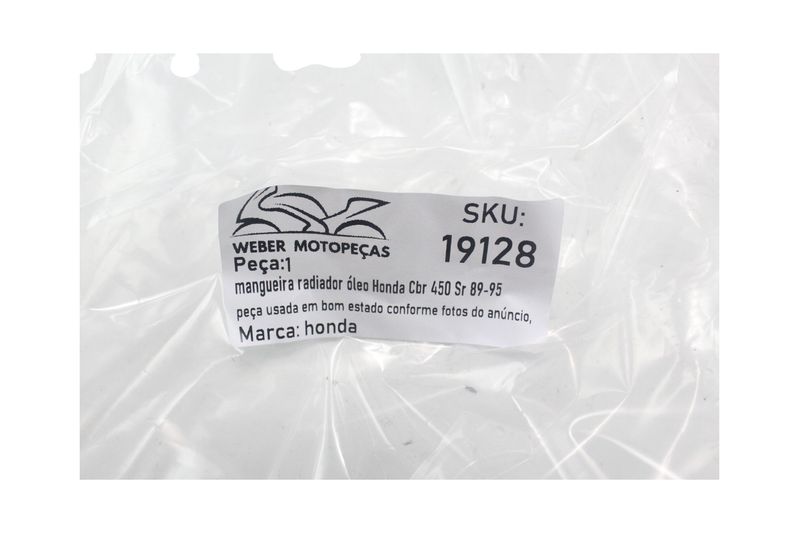 WEBER MOTOPEÇAS
SKU:
19128
Peça:1
mangueira radiador óleo Honda Cbr 450 Sr 89-95
peça usada em bom estado conforme fotos do anúncio,
Marca: honda